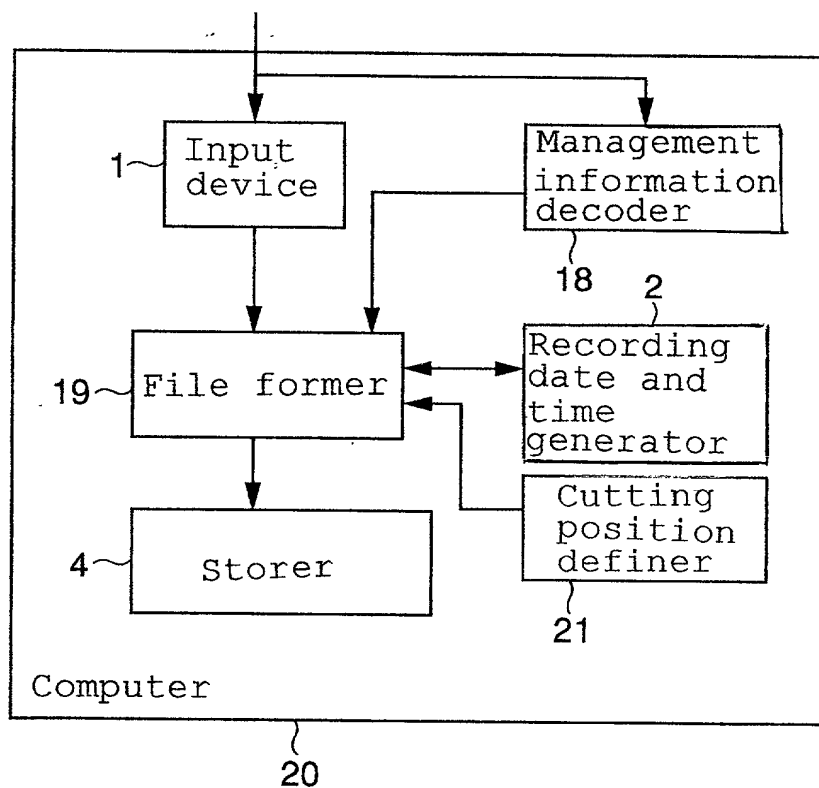 1
Input
device
Management
information
decoder
18
2
19
File former
Recording
date and
time
generator
4
Storer
Cutting
position
definer
21
Computer
20